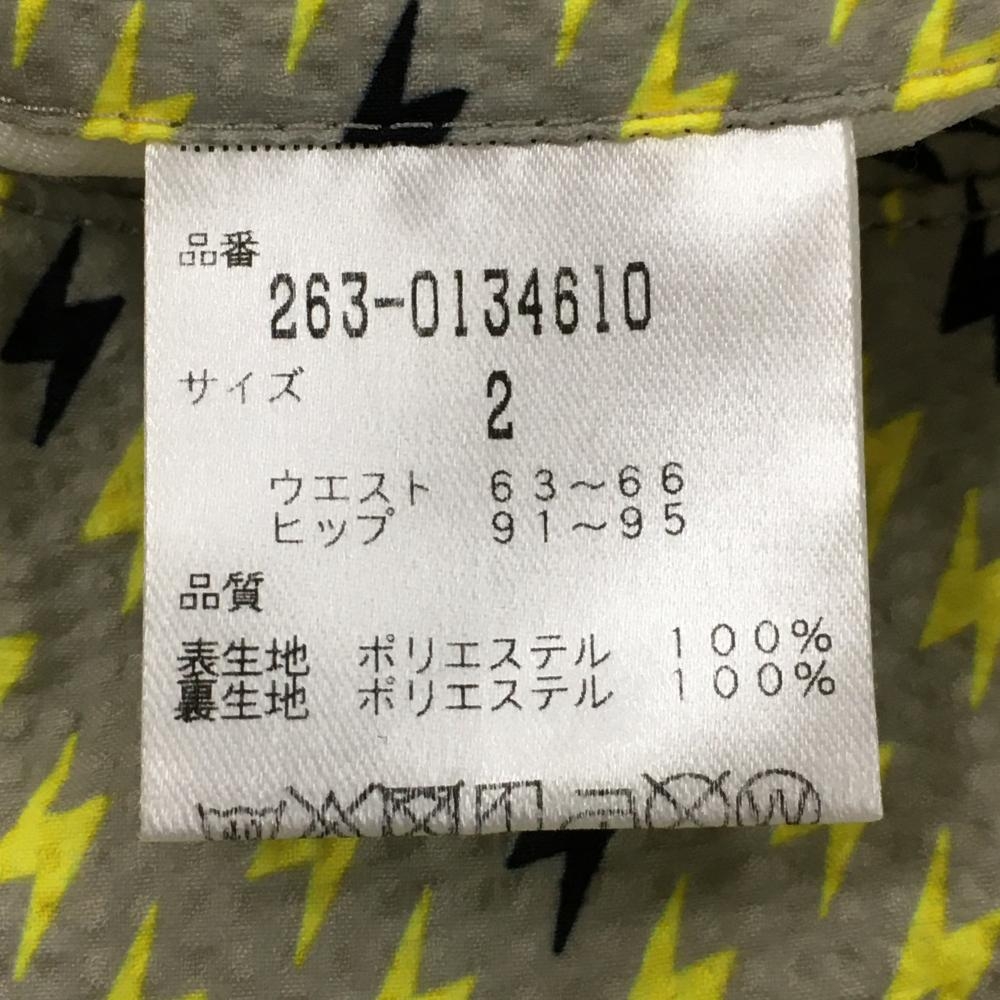 品番
263-0134610
サイズ 2
ウエスト 63～66
ヒップ 91～95
品質
表生地 ポリエステル 100%
裏生地 ポリエステル 100%